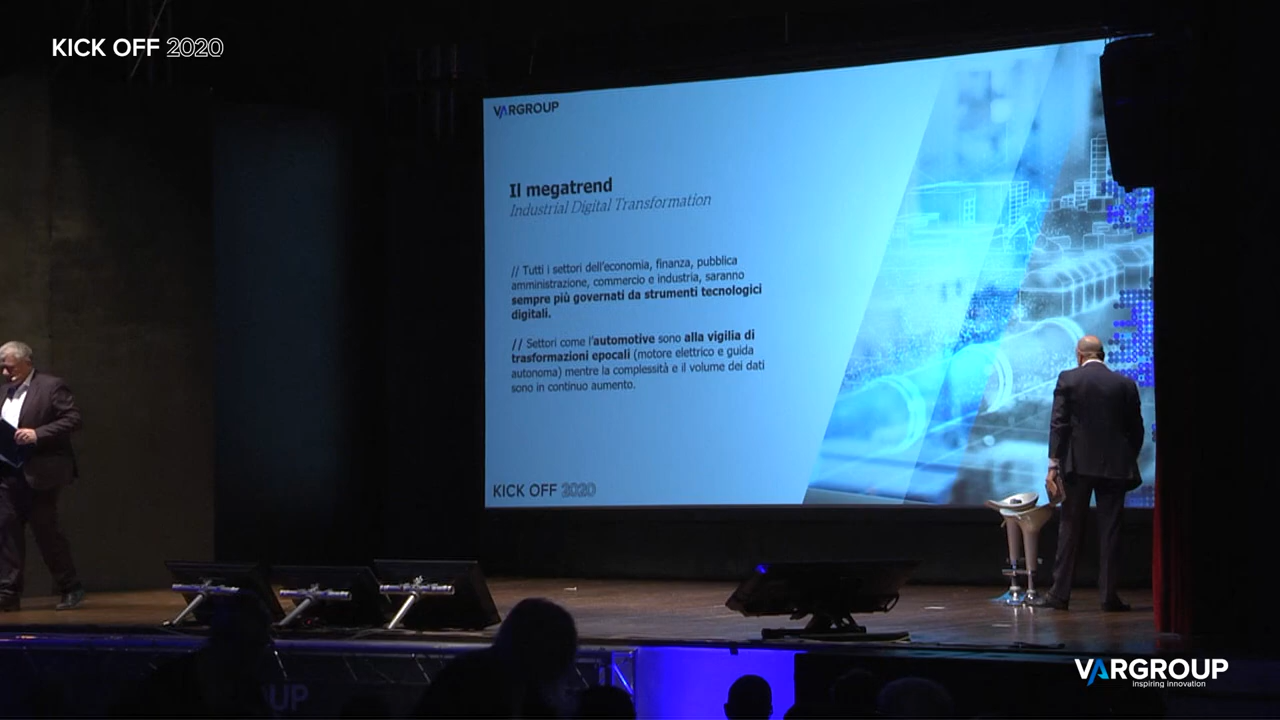 KICK OFF 2020
VARGROUP
Il megatrend
Industrial Digital Transformation
// Tutti i settori dell'economia, finanza, pubblica
amministrazione, commercio e industria, saranno
sempre più governati da strumenti tecnologici
digitali.
// Settori come l'automotive sono alla vigilia di
trasformazioni epocali (motore elettrico e guida
autonoma) mentre la complessità e il volume dei dati
sono in continuo aumento.
KICK OFF 2020
VARGROUP
inspiring innovation